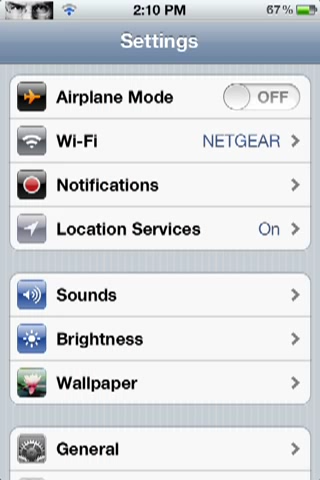 2:10 PM 67%
Settings
Airplane Mode OFF
Wi-Fi NETGEAR
Notifications
Location Services On
Sounds
Brightness
Wallpaper
General